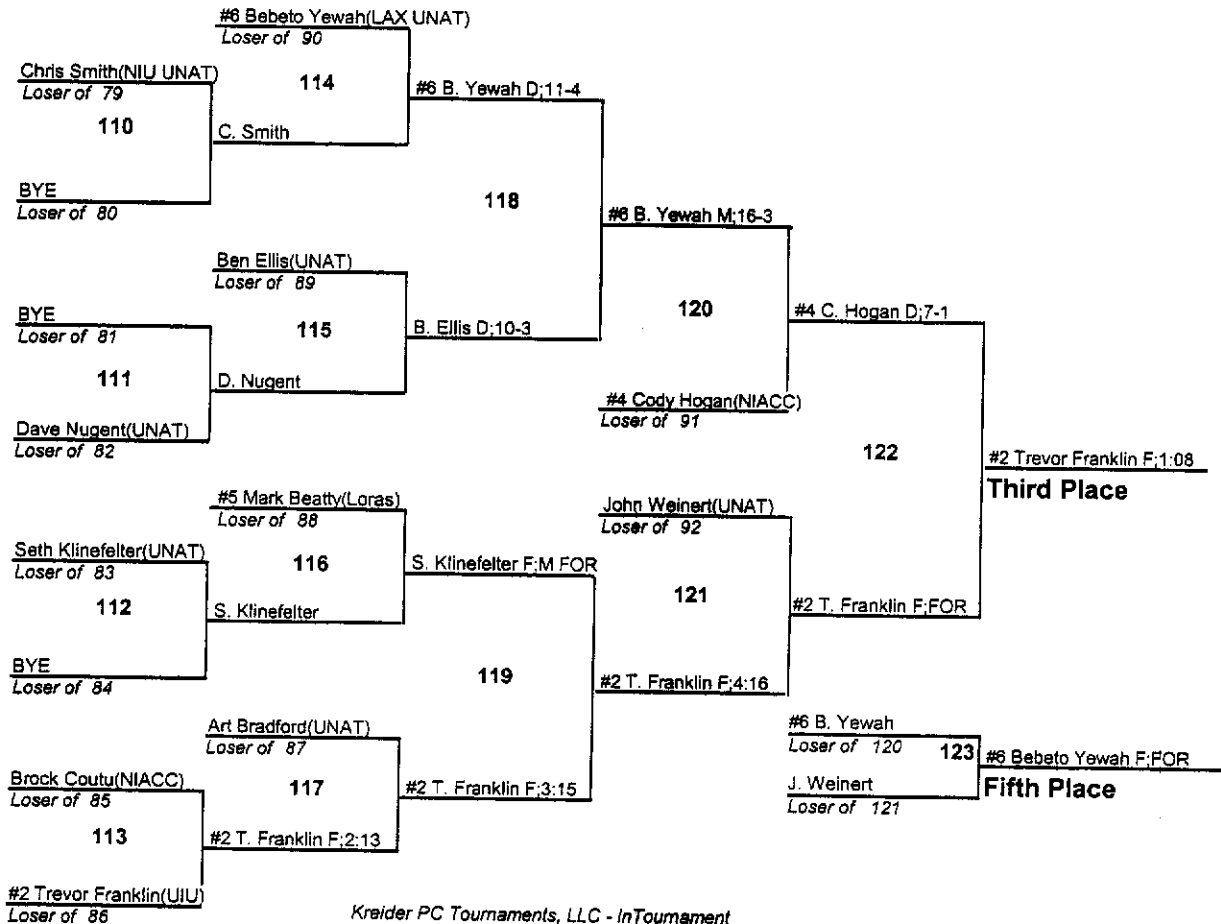 #6 Bebeto Yewah(LAX UNAT)
Loser of 90
Chris Smith(NIU UNAT)
Loser of 79
114
#6 B. Yewah D;11-4
110
C. Smith
BYE
Loser of 80
118
#6 B. Yewah M;16-3
Ben Ellis(UNAT)
Loser of 89
BYE
Loser of 81
115
B. Ellis D;10-3
120
#4 C. Hogan D;7-1
111
D. Nugent
#4 Cody Hogan(NIACC)
Loser of 91
Dave Nugent(UNAT)
Loser of 82
122
#2 Trevor Franklin F;1:08
Third Place
#5 Mark Beatty(Loras)
Loser of 88
John Weinert(UNAT)
Loser of 92
Seth Klinefelter(UNAT)
Loser of 83
116
S. Klinefelter F;M FOR
112
S. Klinefelter
121
#2 T. Franklin F;FOR
BYE
Loser of 84
119
#2 T. Franklin F;4:16
Art Bradford(UNAT)
Loser of 87
#6 B. Yewah
Loser of 120
123
#6 Bebeto Yewah F;FOR
Fifth Place
J. Weinert
Loser of 121
Brock Coutu(NIACC)
Loser of 85
117
#2 T. Franklin F;3:15
113
#2 T. Franklin F;2:13
#2 Trevor Franklin(UIU)
Loser of 86
Kreider PC Tournaments, LLC - InTournament